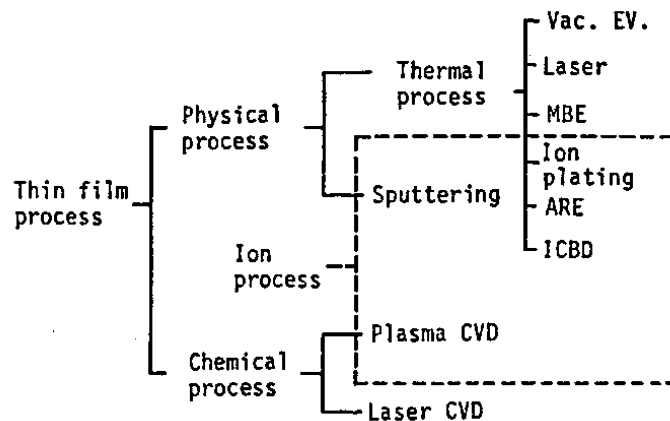 Vac. EV.
Thermal
process
Laser
Physical
process
MBE
Ion
plating
Thin film
process
Sputtering
ARE
Ion
process
ICBD
Plasma CVD
Chemical
process
Laser CVD